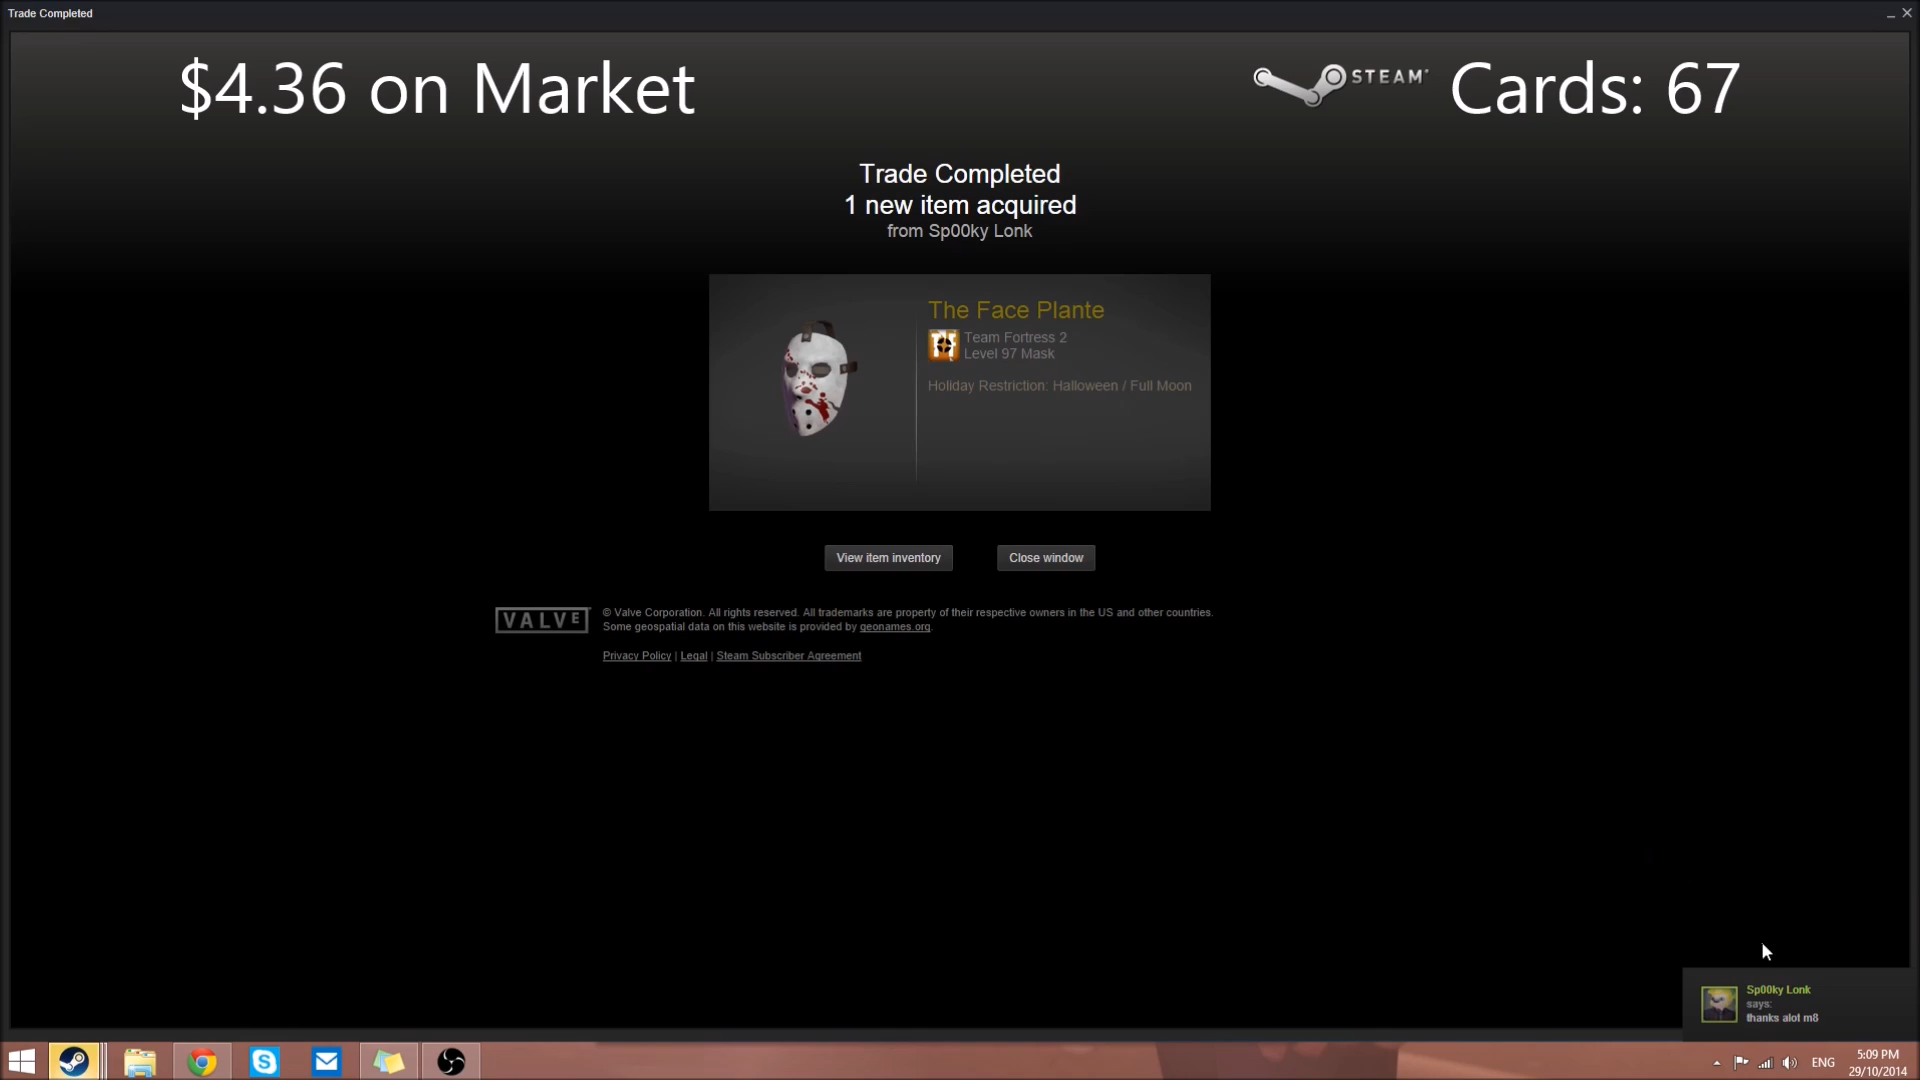 Trade Completed
$4.36 on Market
STEAM
Cards: 67
Trade Completed
1 new item acquired
from Sp00ky Lonk
The Face Plante
Team Fortress 2
Level 97 Mask
Holiday Restriction: Halloween / Full Moon
View item inventory
Close window
VALVE
© Valve Corporation. All rights reserved. All trademarks are property of their respective owners in the US and other countries.
Some geospatial data on this website is provided by geonames.org.
Privacy Policy | Legal | Steam Subscriber Agreement
Sp00ky Lonk
says:
thanks alot m8
ENG
5:09 PM
29/10/2014